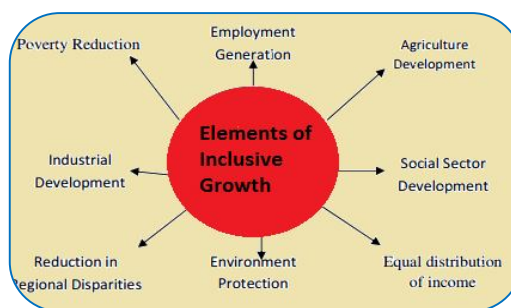 Poverty Reduction
Employment
Generation
Agriculture
Development
Elements of
Inclusive
Growth
Industrial
Development
Social Sector
Development
Reduction in
Regional Disparities
Environment
Protection
Equal distribution
of income